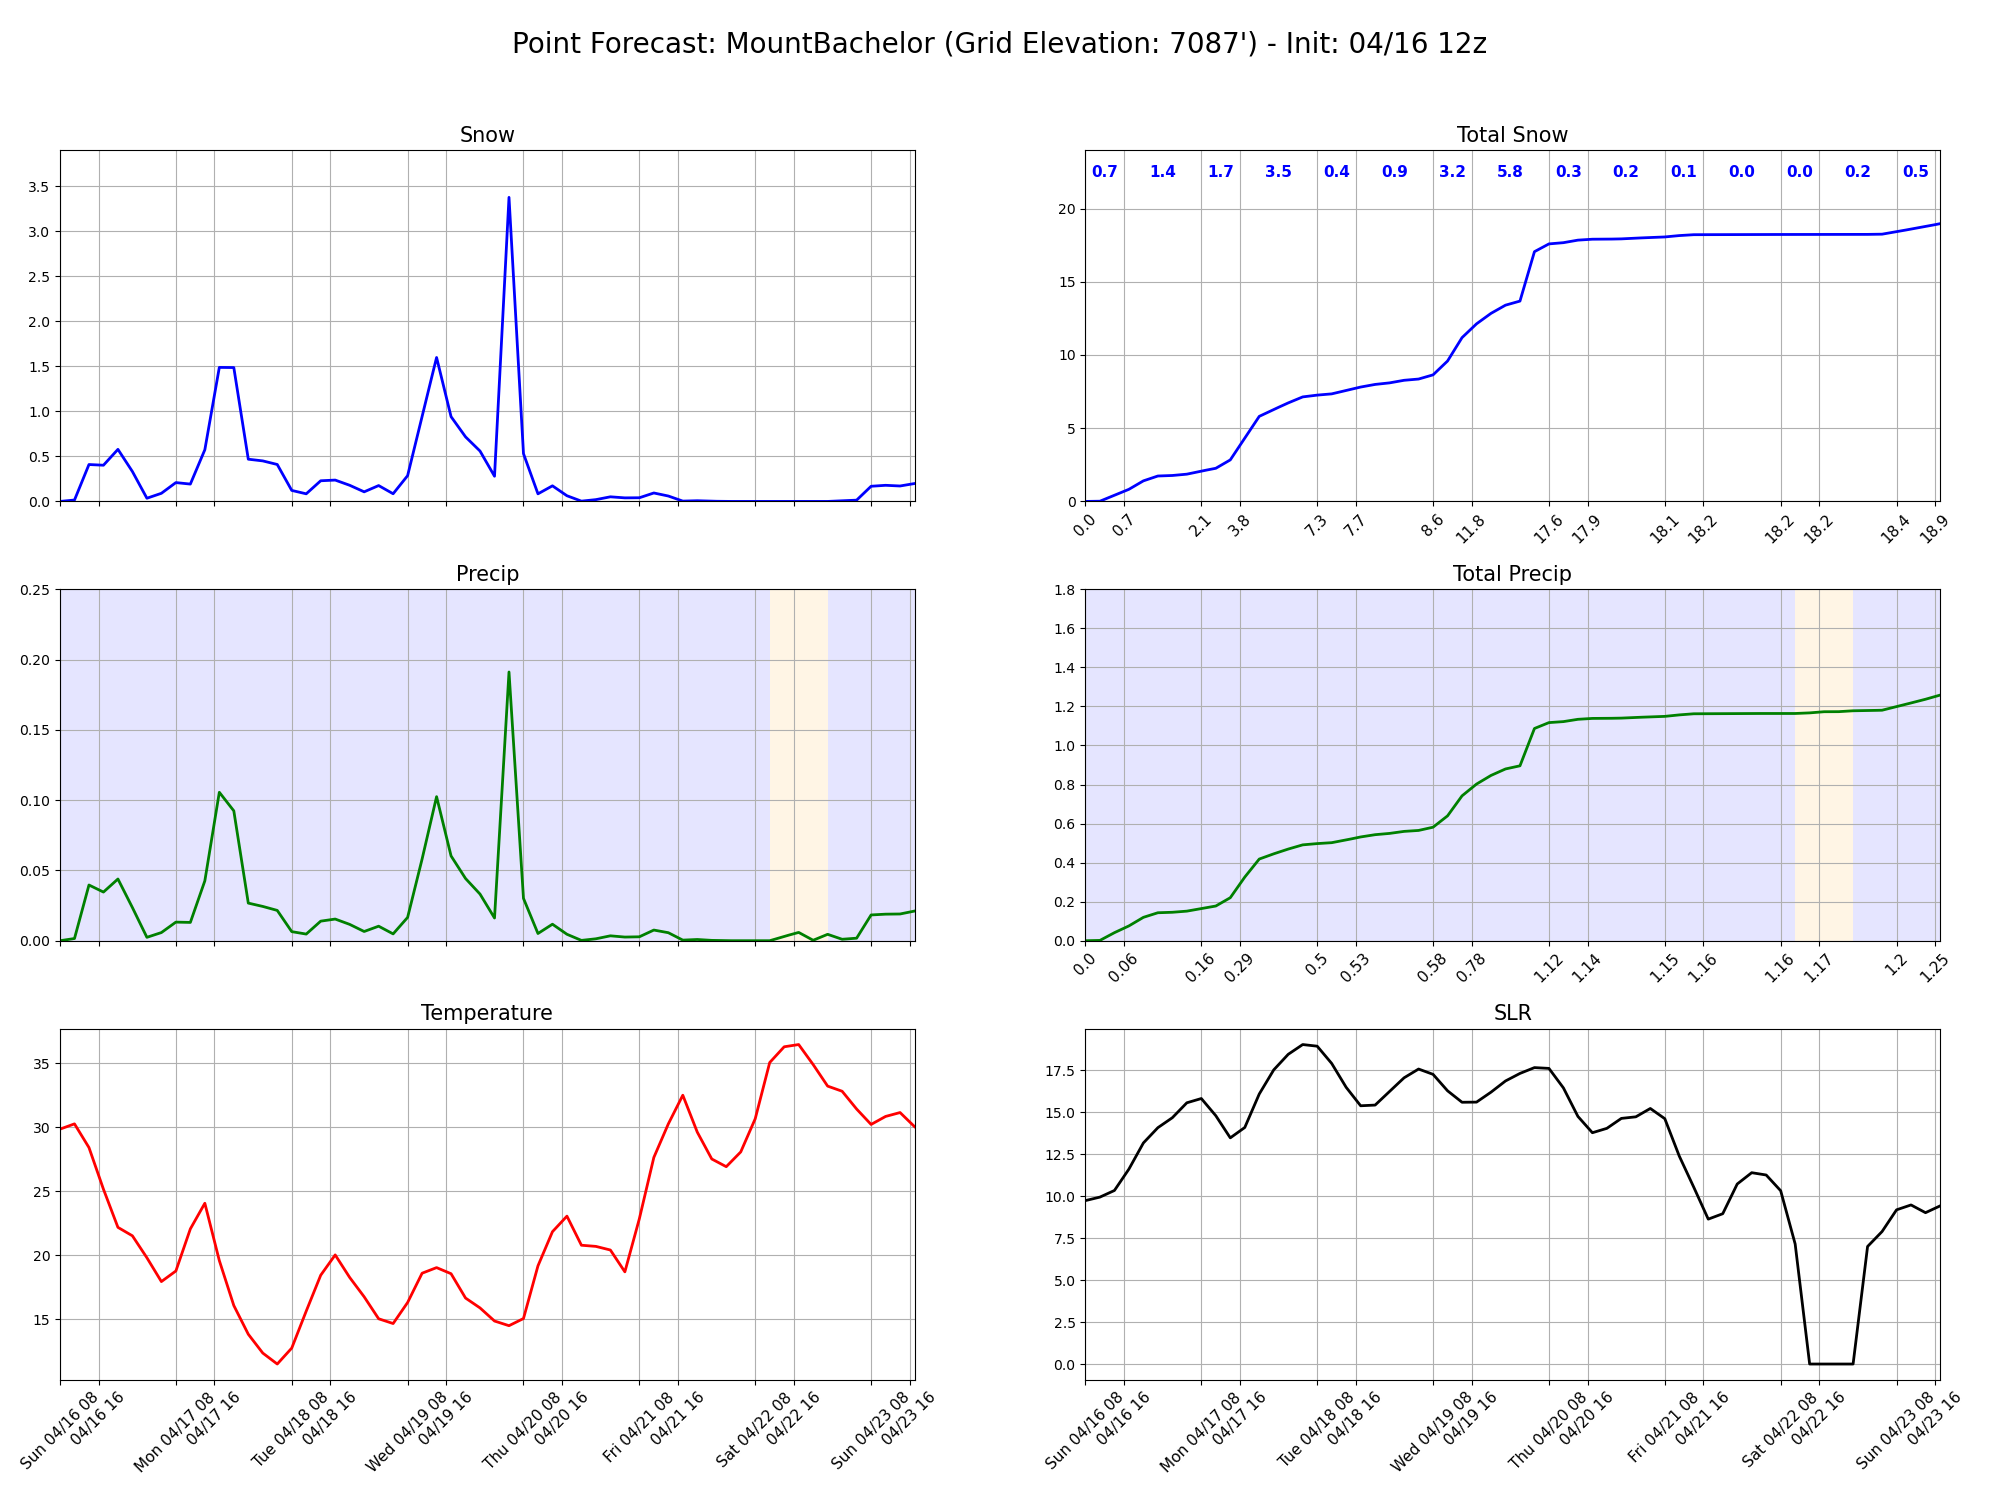 Point Forecast: MountBachelor (Grid Elevation: 7087') - Init: 04/16 12z
Snow
3.5
3.0
2.5
2.0
1.5
1.0
0.5
0.0
Total Snow
0.7 1.4 1.7 3.5 0.4 0.9 3.2 5.8 0.3 0.2 0.1 0.0 0.0 0.2 0.5
20
15
10
5
0
0.0 0.7 2.1 3.8 7.3 7.7 8.6 11.8 17.6 17.9 18.1 18.2 18.2 18.2 18.4 18.9
Precip
0.25
0.20
0.15
0.10
0.05
0.00
Total Precip
1.8
1.6
1.4
1.2
1.0
0.8
0.6
0.4
0.2
0.0
0.0 0.06 0.16 0.29 0.5 0.53 0.58 0.78 1.12 1.14 1.15 1.16 1.16 1.17 1.2 1.25
Temperature
35
30
25
20
15
Sun 04/16 08
04/16 16
Mon 04/17 08
04/17 16
Tue 04/18 08
04/18 16
Wed 04/19 08
04/19 16
Thu 04/20 08
04/20 16
Fri 04/21 08
04/21 16
Sat 04/22 08
04/22 16
Sun 04/23 08
04/23 16
SLR
17.5
15.0
12.5
10.0
7.5
5.0
2.5
0.0
Sun 04/16 08
04/16 16
Mon 04/17 08
04/17 16
Tue 04/18 08
04/18 16
Wed 04/19 08
04/19 16
Thu 04/20 08
04/20 16
Fri 04/21 08
04/21 16
Sat 04/22 08
04/22 16
Sun 04/23 08
04/23 16